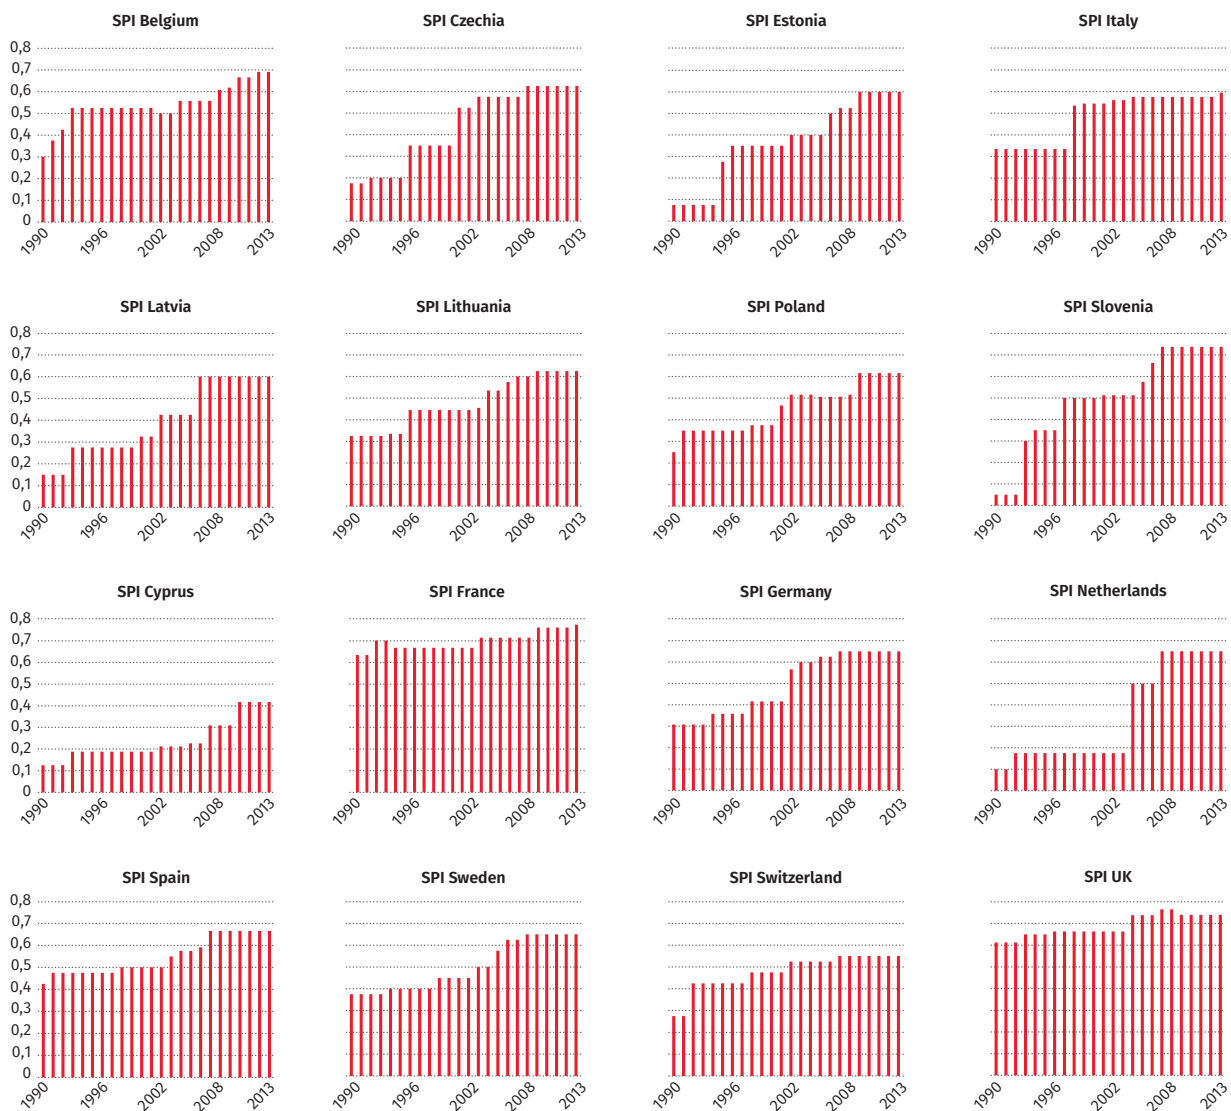 SPI Belgium
SPI Czechia
SPI Estonia
SPI Italy
0,8
0,7
0,6
0,5
0,4
0,3
0,2
0,1
0
1990 1996 2002 2008 2013
1990 1996 2002 2008 2013
1990 1996 2002 2008 2013
1990 1996 2002 2008 2013
SPI Latvia
SPI Lithuania
SPI Poland
SPI Slovenia
0,8
0,7
0,6
0,5
0,4
0,3
0,2
0,1
0
1990 1996 2002 2008 2013
1990 1996 2002 2008 2013
1990 1996 2002 2008 2013
1990 1996 2002 2008 2013
SPI Cyprus
SPI France
SPI Germany
SPI Netherlands
0,8
0,7
0,6
0,5
0,4
0,3
0,2
0,1
0
1990 1996 2002 2008 2013
1990 1996 2002 2008 2013
1990 1996 2002 2008 2013
1990 1996 2002 2008 2013
SPI Spain
SPI Sweden
SPI Switzerland
SPI UK
0,8
0,7
0,6
0,5
0,4
0,3
0,2
0,1
0
1990 1996 2002 2008 2013
1990 1996 2002 2008 2013
1990 1996 2002 2008 2013
1990 1996 2002 2008 2013